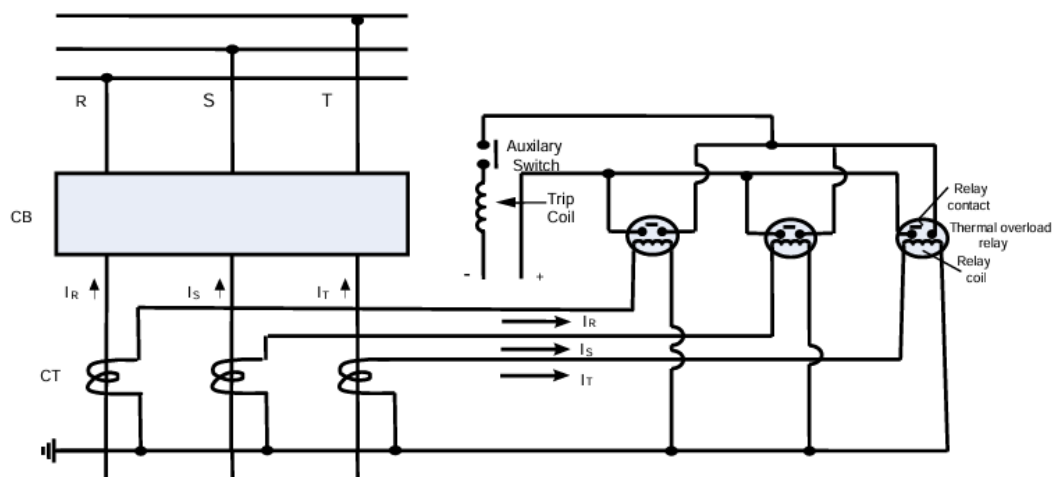 R
S
T
Auxilary
Switch
Relay
contact
CB
Trip
Coil
Thermal overload
relay
Relay
coil
-
+
IR
IS
IT
IR
IS
CT
IT